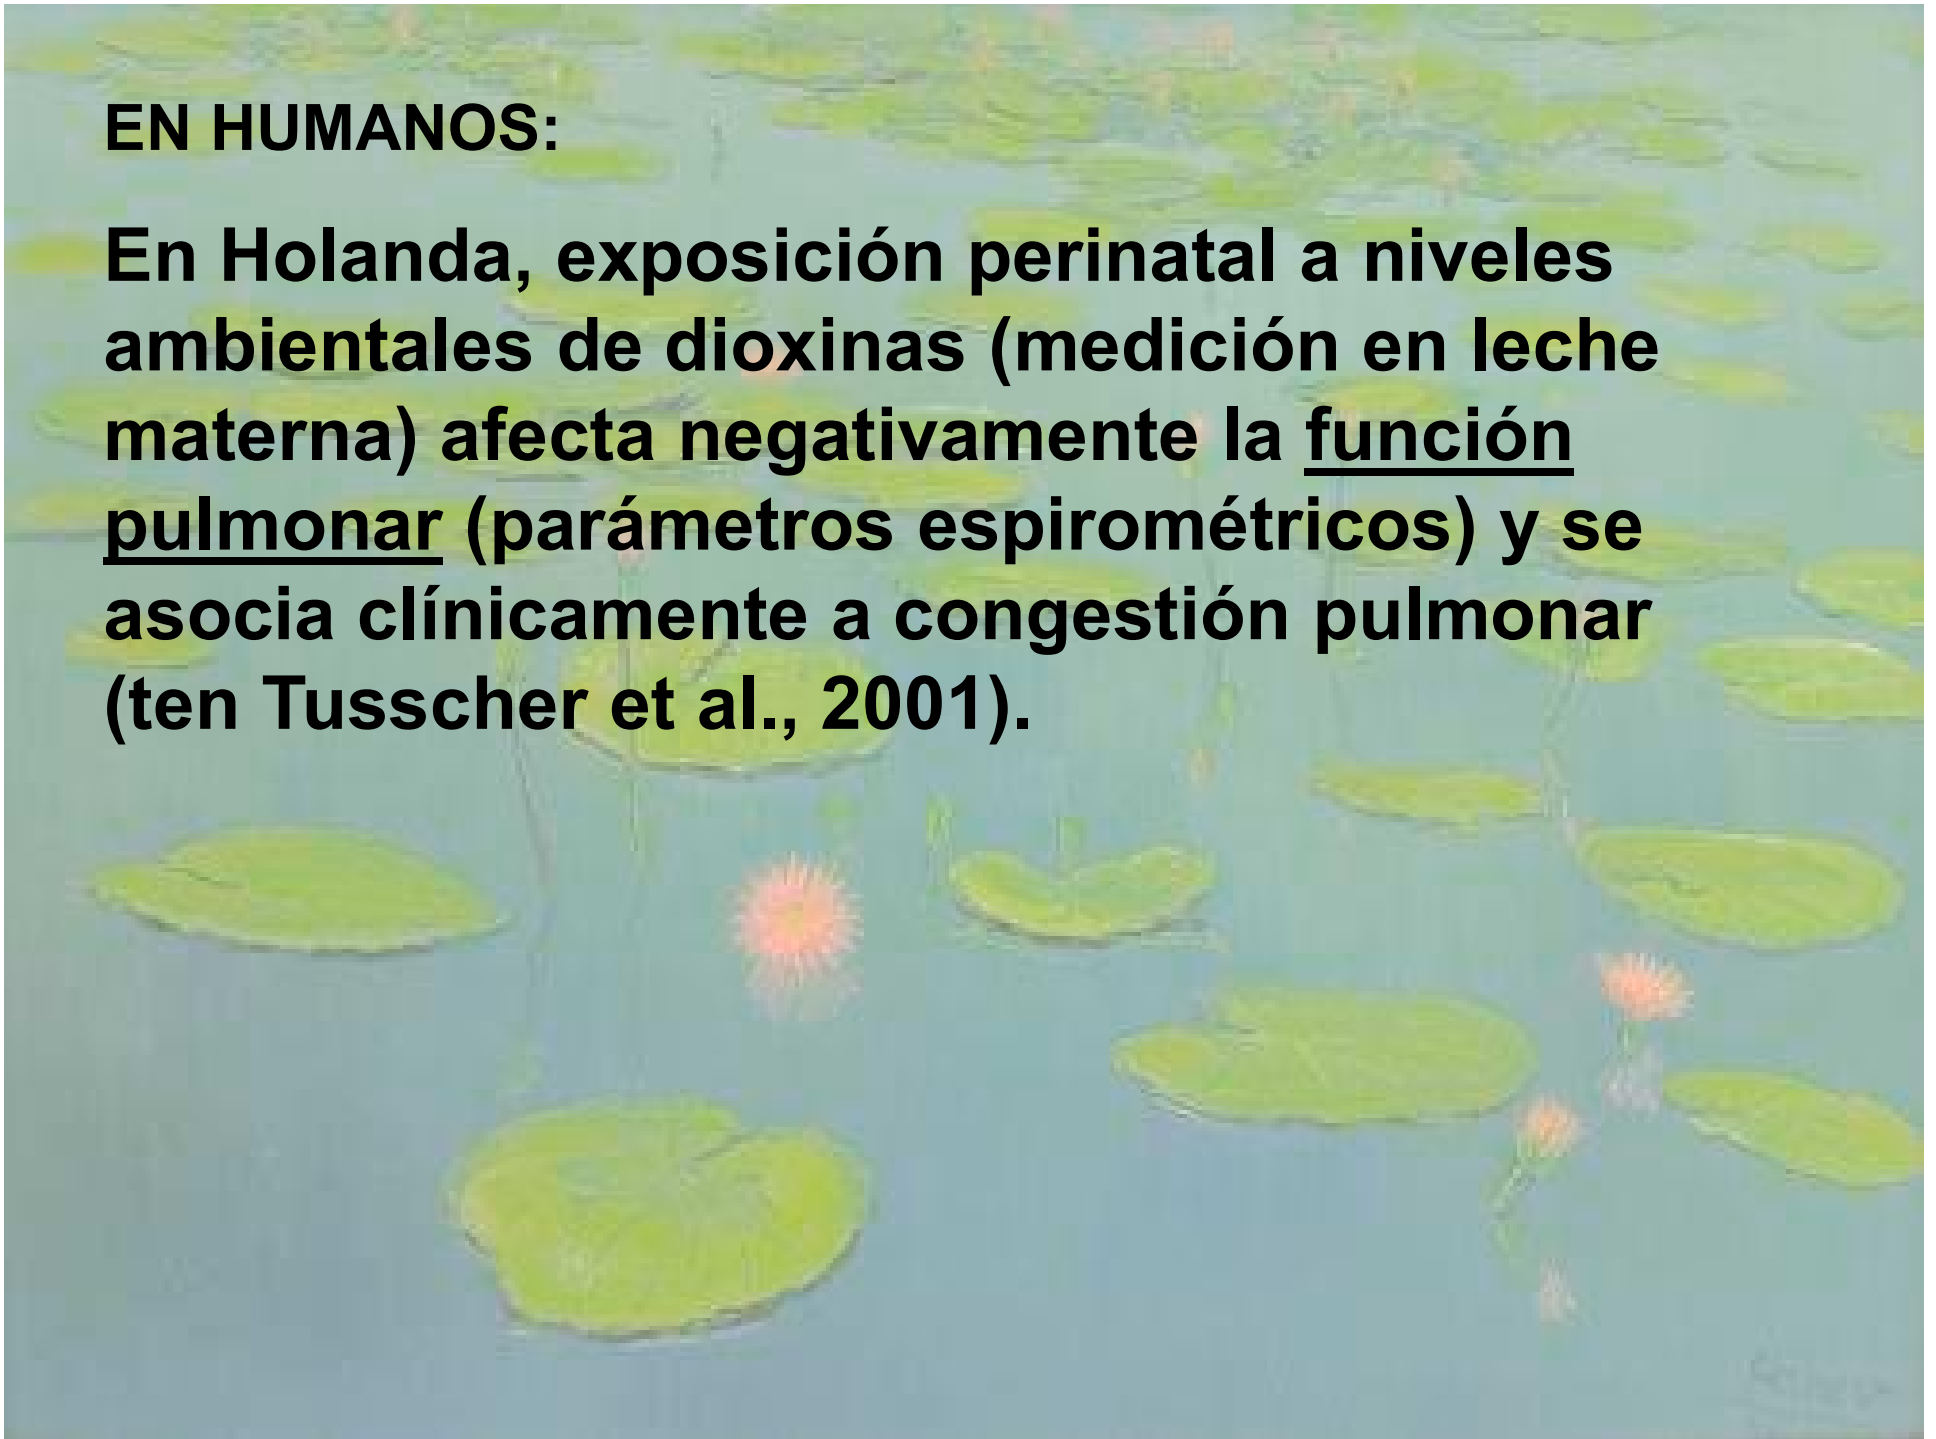 EN HUMANOS:
En Holanda, exposición perinatal a niveles
ambientales de dioxinas (medición en leche
materna) afecta negativamente la función
pulmonar (parámetros espirométricos) y se
asocia clínicamente a congestión pulmonar
(ten Tusscher et al., 2001).